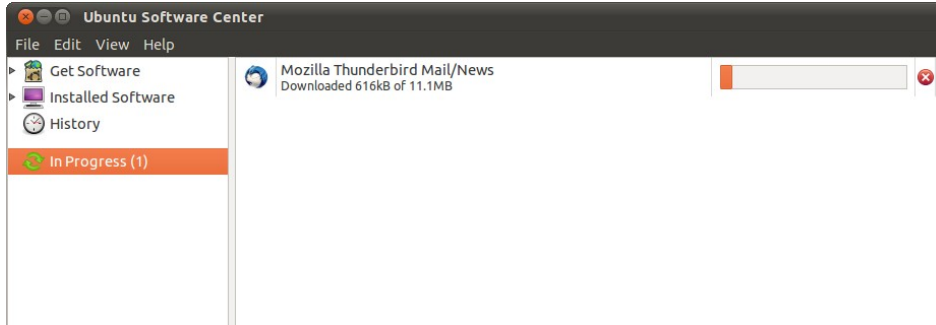 Ubuntu Software Center
File Edit View Help
Get Software
Installed Software
History
In Progress (1)
Mozilla Thunderbird Mail/News
Downloaded 616kB of 11.1MB